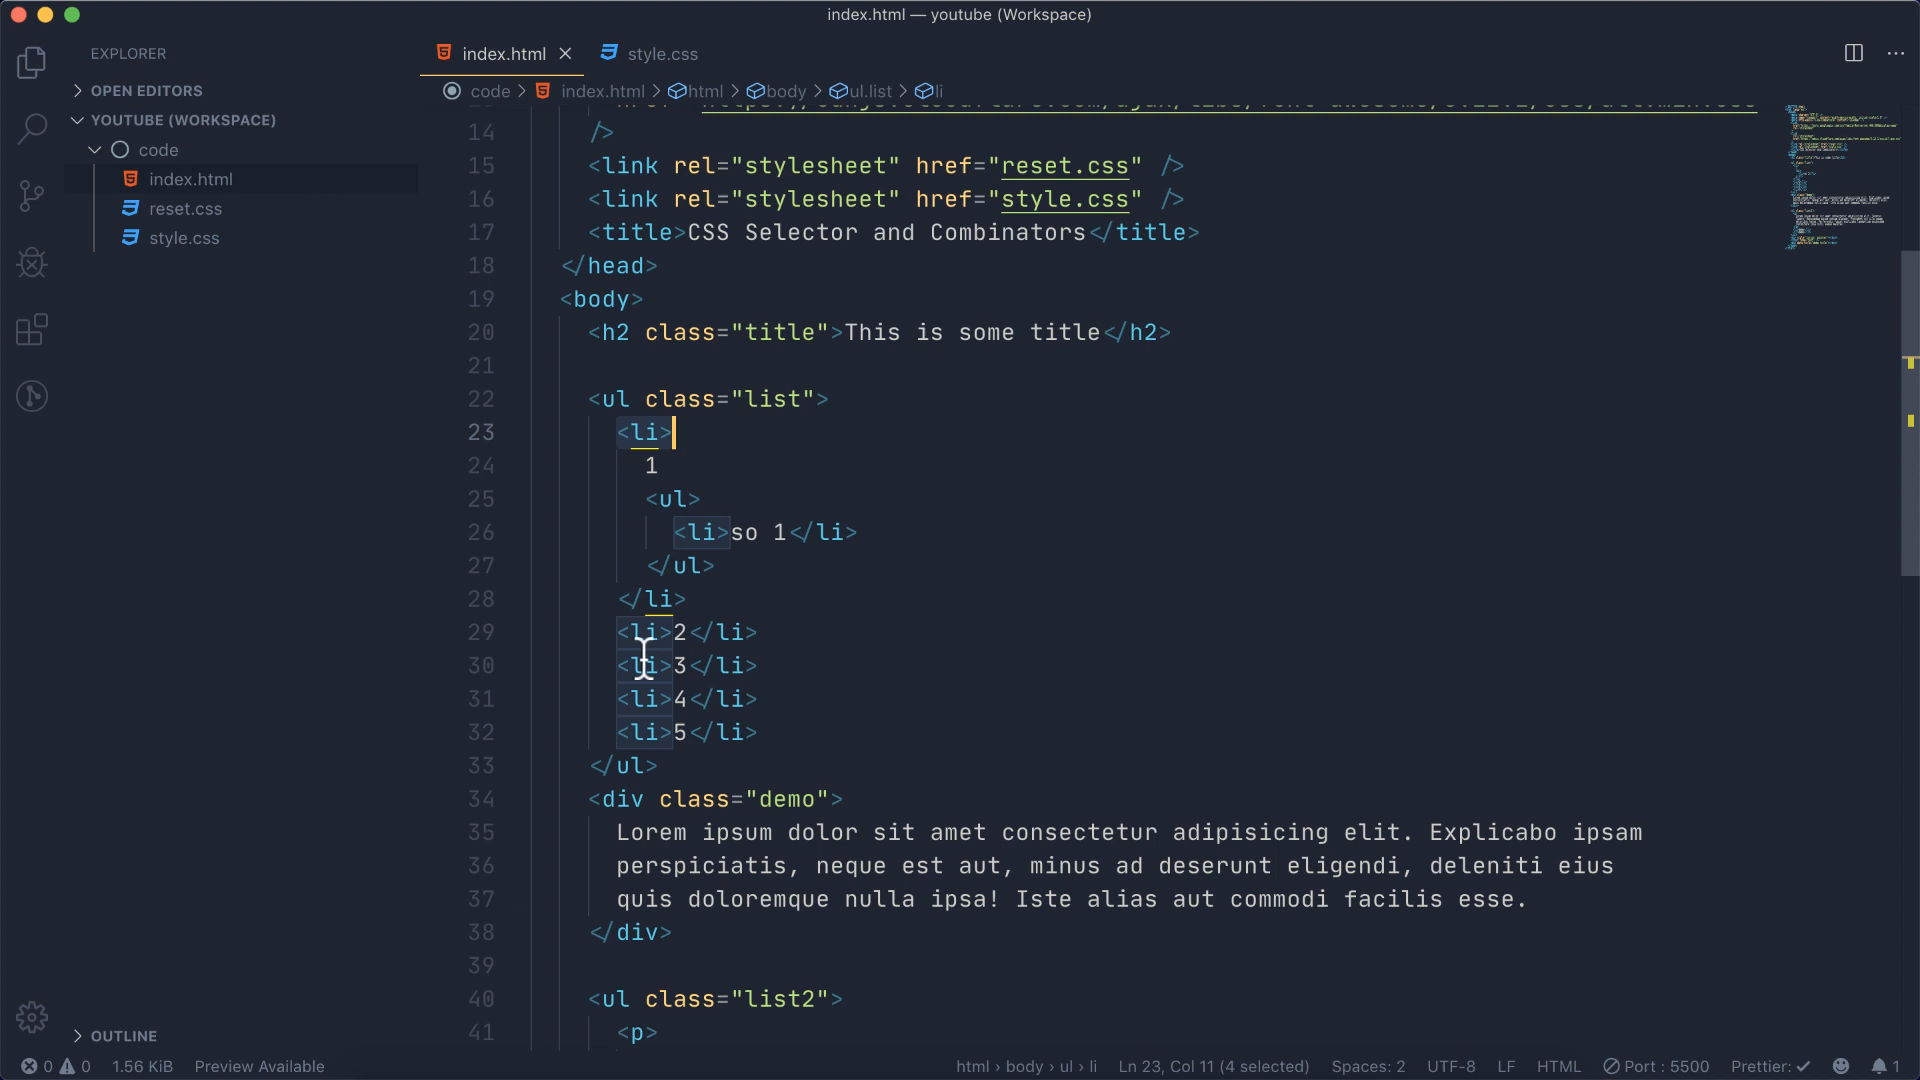 index.html — youtube (Workspace)
EXPLORER
OPEN EDITORS
YOUTUBE (WORKSPACE)
code
index.html
reset.css
style.css
OUTLINE
index.html
style.css
code > index.html > html > body > ul.list > li
14 />
15 <link rel="stylesheet" href="reset.css" />
16 <link rel="stylesheet" href="style.css" />
17 <title>CSS Selector and Combinators</title>
18 </head>
19 <body>
20 <h2 class="title">This is some title</h2>
21
22 <ul class="list">
23 <li>
24 1
25 <ul>
26 <li>so 1</li>
27 </ul>
28 </li>
29 <li>2</li>
30 <li>3</li>
31 <li>4</li>
32 <li>5</li>
33 </ul>
34 <div class="demo">
35 Lorem ipsum dolor sit amet consectetur adipisicing elit. Explicabo ipsam
36 perspiciatis, neque est aut, minus ad deserunt eligendi, deleniti eius
37 quis doloremque nulla ipsa! Iste alias aut commodi facilis esse.
38 </div>
39
40 <ul class="list2">
41 <p>
0 0 1.56 KiB Preview Available html › body › ul › li Ln 23, Col 11 (4 selected) Spaces: 2 UTF-8 LF HTML Port : 5500 Prettier: ✓ 1